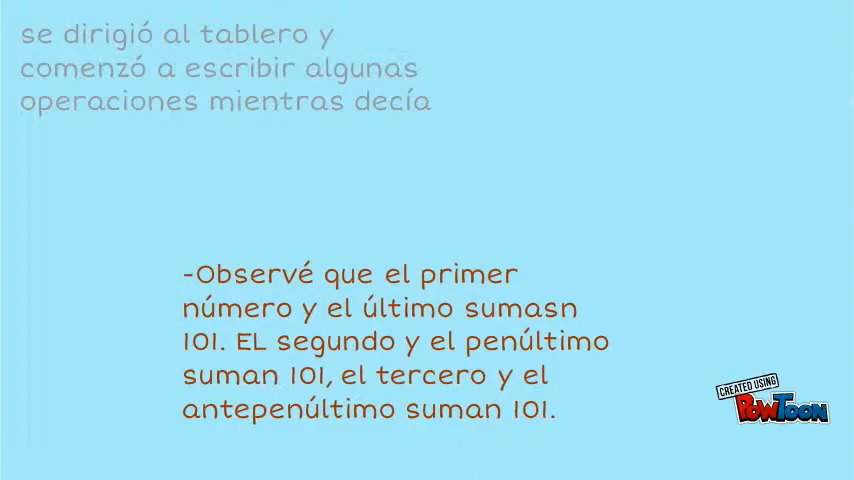 se dirigió al tablero y
comenzó a escribir algunas
operaciones mientras decía
-Observé que el primer
número y el último sumasn
101. EL segundo y el penúltimo
suman 101, el tercero y el
antepenúltimo suman 101.
CREATED USING
POWTOON